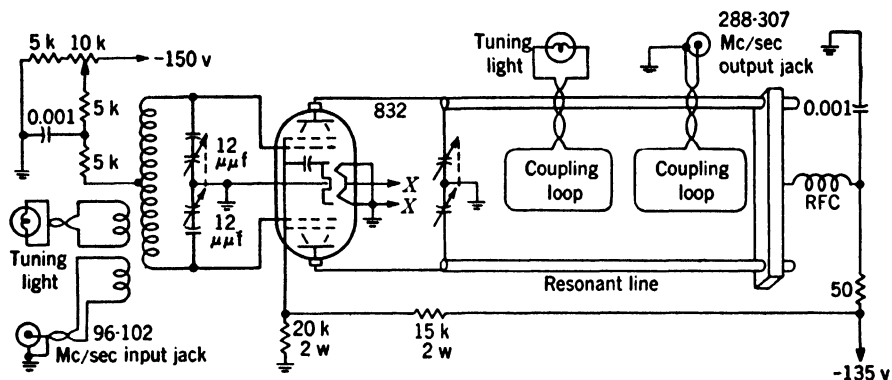 5 k
10 k
-150 v
0.001
5 k
5 k
12
μμf
12
μμf
Tuning
light
96-102
Mc/sec input jack
832
X
X
20 k
2 w
15 k
2 w
Tuning
light
Coupling
loop
288-307
Mc/sec
output jack
Coupling
loop
Resonant line
0.001
RFC
50
-135 v